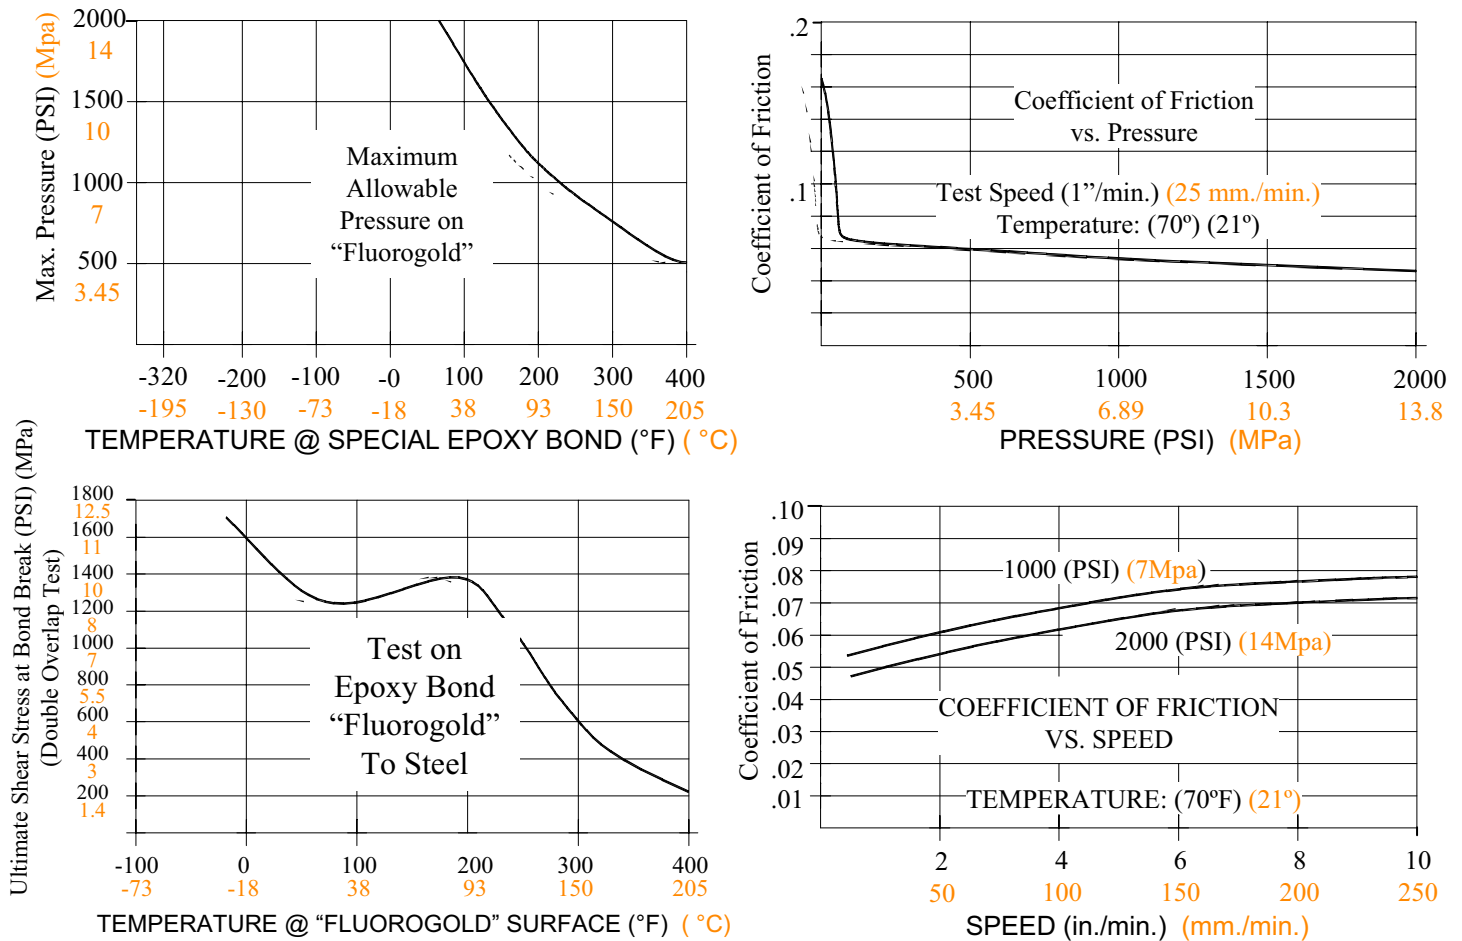 Max. Pressure (PSI) (Mpa)
2000
14
1500
10
1000
7
500
3.45
Maximum
Allowable
Pressure on
“Fluorogold”
-320 -200 -100 -0 100 200 300 400
-195 -130 -73 -18 38 93 150 205
TEMPERATURE @ SPECIAL EPOXY BOND (°F) ( °C)
Coefficient of Friction
.2
.1
Coefficient of Friction
vs. Pressure
Test Speed (1”/min.) (25 mm./min.)
Temperature: (70º) (21º)
500 1000 1500 2000
3.45 6.89 10.3 13.8
PRESSURE (PSI) (MPa)
Ultimate Shear Stress at Bond Break (PSI) (MPa)
(Double Overlap Test)
1800
12.5
1600
11
1400
10
1200
8
1000
7
800
5.5
600
4
400
3
200
1.4
Test on
Epoxy Bond
“Fluorogold”
To Steel
-100 0 100 200 300 400
-73 -18 38 93 150 205
TEMPERATURE @ “FLUOROGOLD” SURFACE (°F) ( °C)
Coefficient of Friction
.10
.09
.08
.07
.06
.05
.04
.03
.02
.01
1000 (PSI) (7Mpa)
2000 (PSI) (14Mpa)
COEFFICIENT OF FRICTION
VS. SPEED
TEMPERATURE: (70ºF) (21º)
2 4 6 8 10
50 100 150 200 250
SPEED (in./min.) (mm./min.)